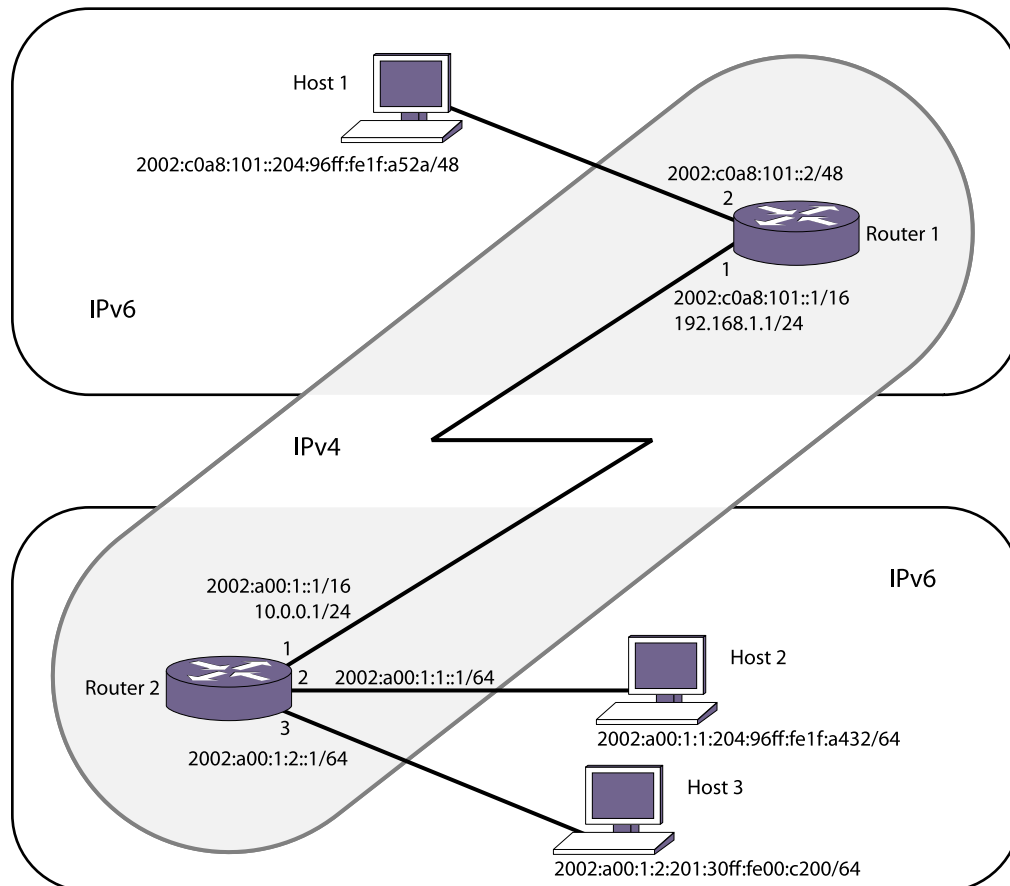 Host 1
2002:c0a8:101::204:96ff:fe1f:a52a/48
2002:c0a8:101::2/48
2
Router 1
1
2002:c0a8:101::1/16
192.168.1.1/24
IPv6
IPv4
2002:a00:1::1/16
10.0.0.1/24
IPv6
1
Host 2
Router 2
2
2002:a00:1:1::1/64
3
2002:a00:1:1:204:96ff:fe1f:a432/64
2002:a00:1:2::1/64
Host 3
2002:a00:1:2:201:30ff:fe00:c200/64